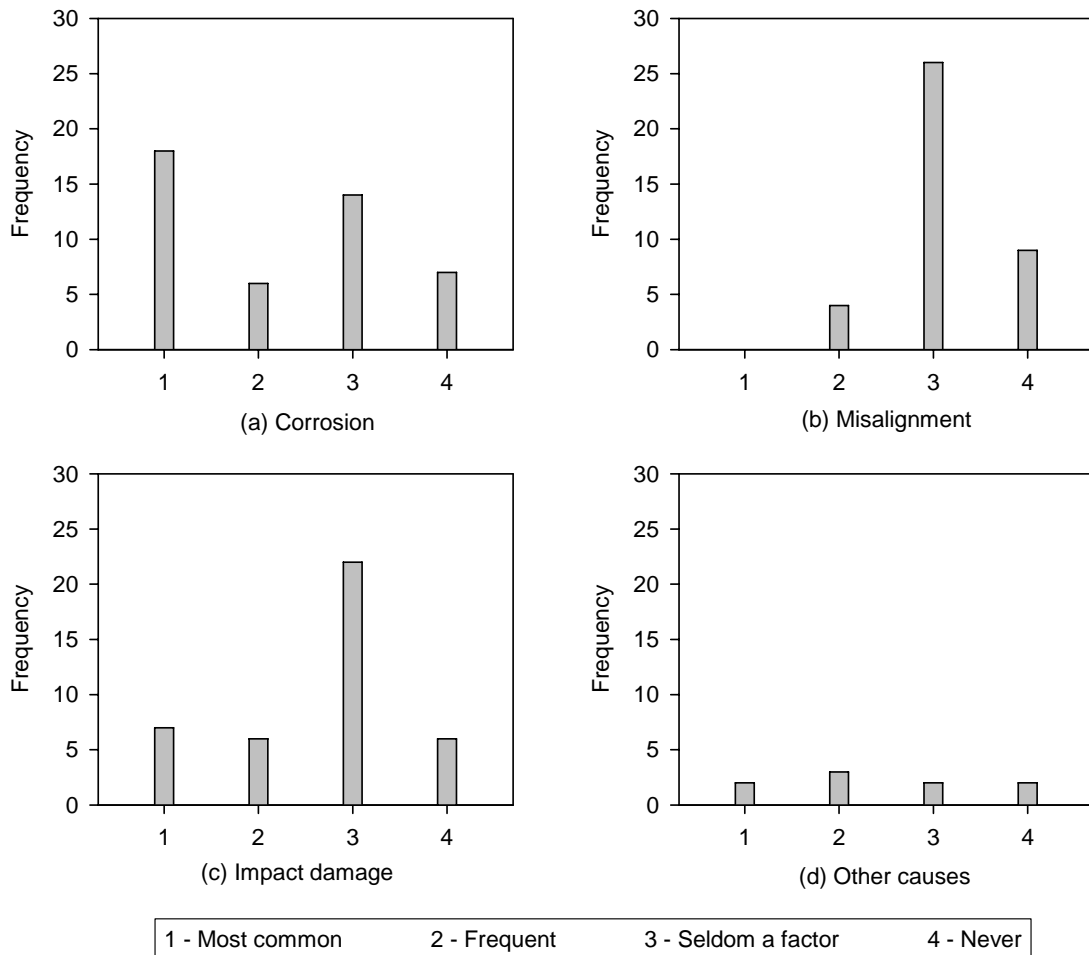 30
25
20
15
10
5
0
Frequency
1 2 3 4
(a) Corrosion
30
25
20
15
10
5
0
Frequency
1 2 3 4
(b) Misalignment
30
25
20
15
10
5
0
Frequency
1 2 3 4
(c) Impact damage
30
25
20
15
10
5
0
Frequency
1 2 3 4
(d) Other causes
1 - Most common 2 - Frequent 3 - Seldom a factor 4 - Never